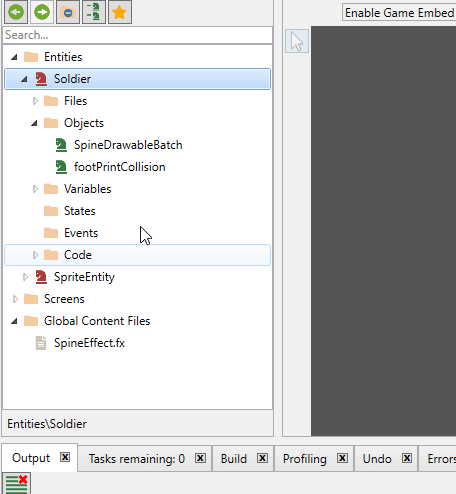 Enable Game Embed
Search...
Entities
Soldier
Files
Objects
SpineDrawableBatch
footPrintCollision
Variables
States
Events
Code
SpriteEntity
Screens
Global Content Files
SpineEffect.fx
Entities\Soldier
Output Tasks remaining: 0 Build Profiling Undo Errors